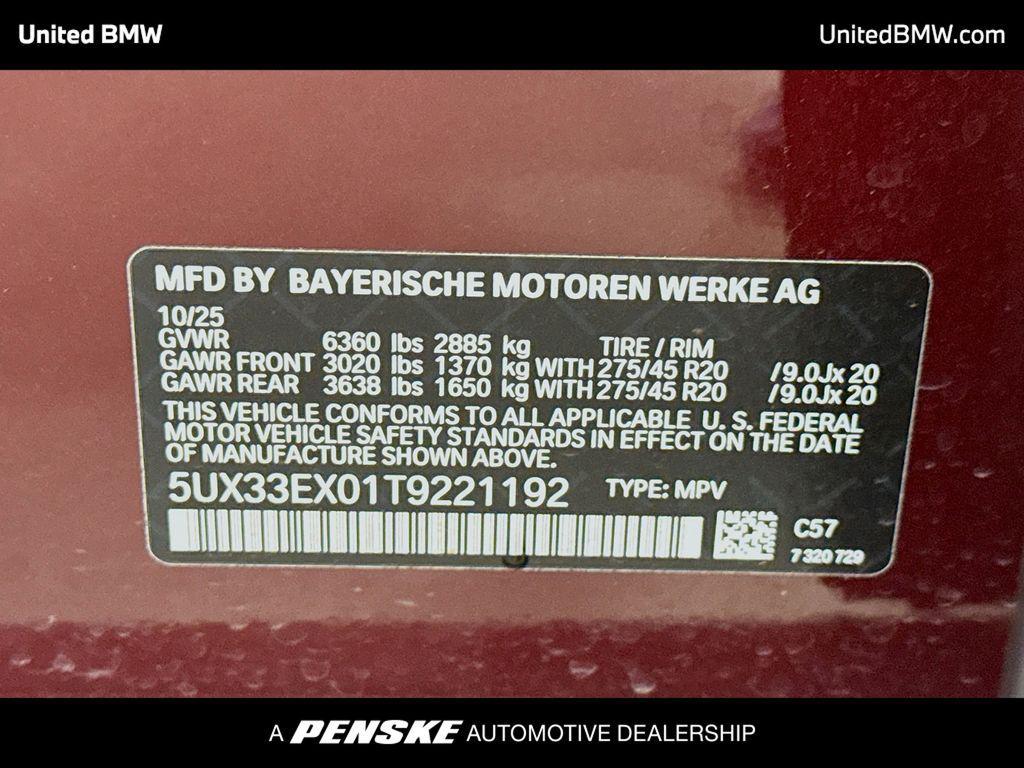 United BMW
UnitedBMW.com
MFD BY BAYERISCHE MOTOREN WERKE AG
10/25
GVWR 6360 lbs 2885 kg TIRE / RIM
GAWR FRONT 3020 lbs 1370 kg WITH 275/45 R20 /9.0Jx 20
GAWR REAR 3638 lbs 1650 kg WITH 275/45 R20 /9.0Jx 20
THIS VEHICLE CONFORMS TO ALL APPLICABLE U. S. FEDERAL
MOTOR VEHICLE SAFETY STANDARDS IN EFFECT ON THE DATE
OF MANUFACTURE SHOWN ABOVE.
5UX33EX01T9221192 TYPE: MPV
C57
7 320 729
A PENSKE AUTOMOTIVE DEALERSHIP